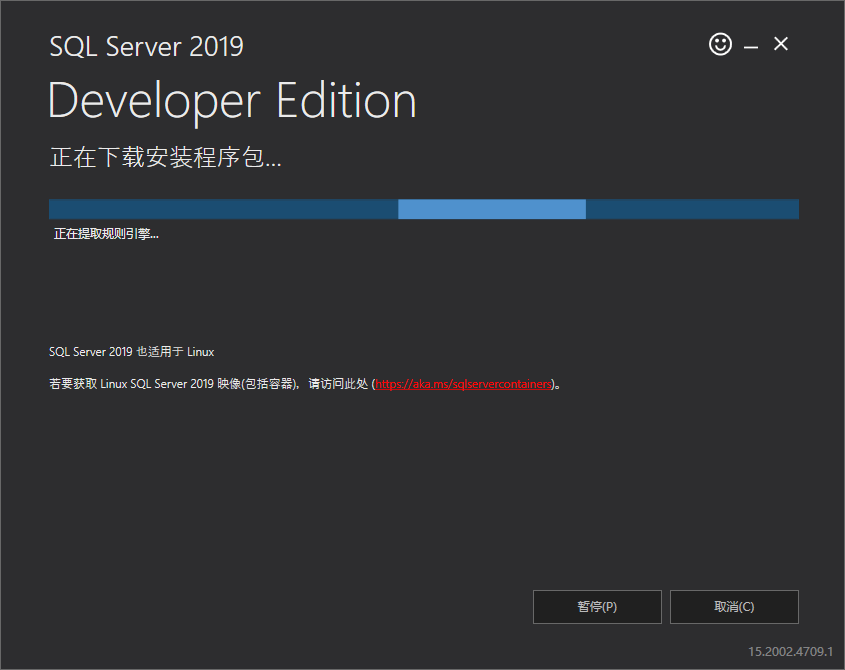 SQL Server 2019
Developer Edition
正在下载安装程序包...
正在提取规则引擎...
SQL Server 2019 也适用于 Linux
若要获取 Linux SQL Server 2019 映像(包括容器)，请访问此处 (https://aka.ms/sqlservercontainers)。
暂停(P)
取消(C)
15.2002.4709.1